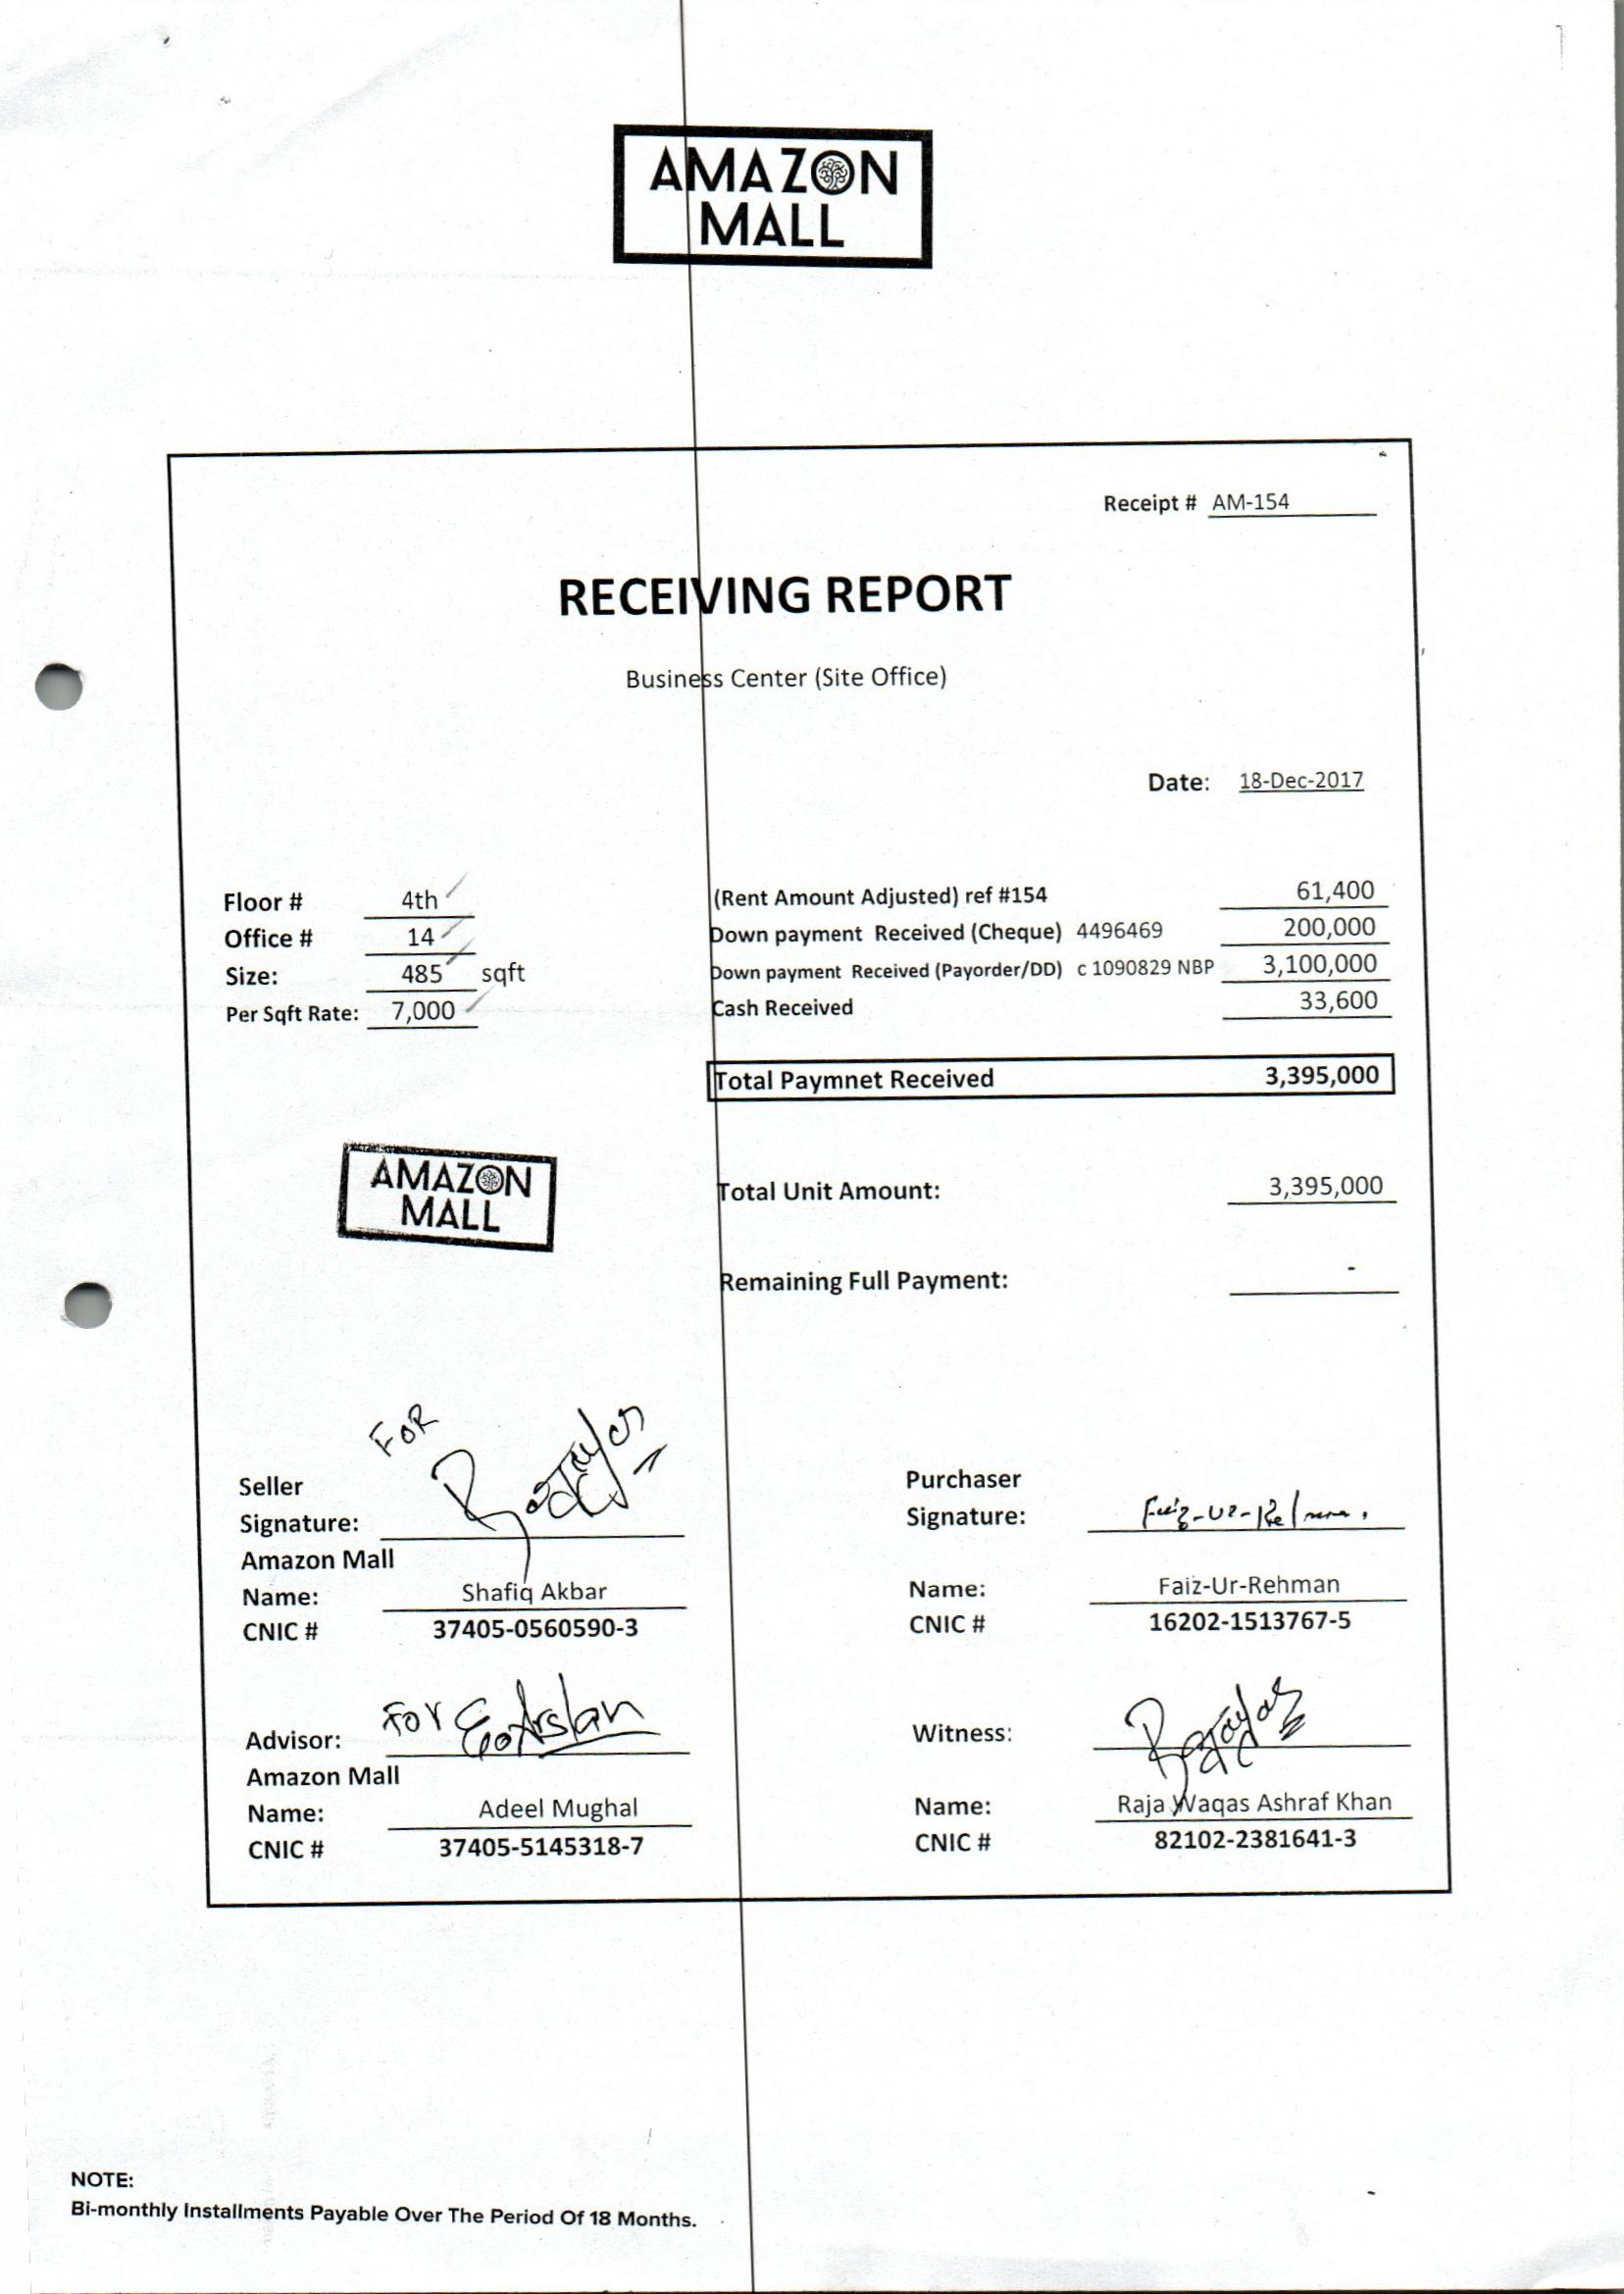 AMAZON
MALL
Receipt # AM-154
RECEIVING REPORT
Business Center (Site Office)
Date: 18-Dec-2017
Floor # 4th (Rent Amount Adjusted) ref #154 61,400
Office # 14 Down payment Received (Cheque) 4496469 200,000
Size: 485 sqft Down payment Received (Payorder/DD) c 1090829 NBP 3,100,000
Per Sqft Rate: 7,000 Cash Received 33,600
Total Paymnet Received 3,395,000
AMAZON
MALL
Total Unit Amount: 3,395,000
Remaining Full Payment: -
FOR
Seller Purchaser
Signature: Signature: Faiz-ur-Rehman
Amazon Mall
Name: Shafiq Akbar Name: Faiz-Ur-Rehman
CNIC # 37405-0560590-3 CNIC # 16202-1513767-5
Advisor: For Arslan Witness:
Amazon Mall
Name: Adeel Mughal Name: Raja Waqas Ashraf Khan
CNIC # 37405-5145318-7 CNIC # 82102-2381641-3
NOTE:
Bi-monthly Installments Payable Over The Period Of 18 Months.